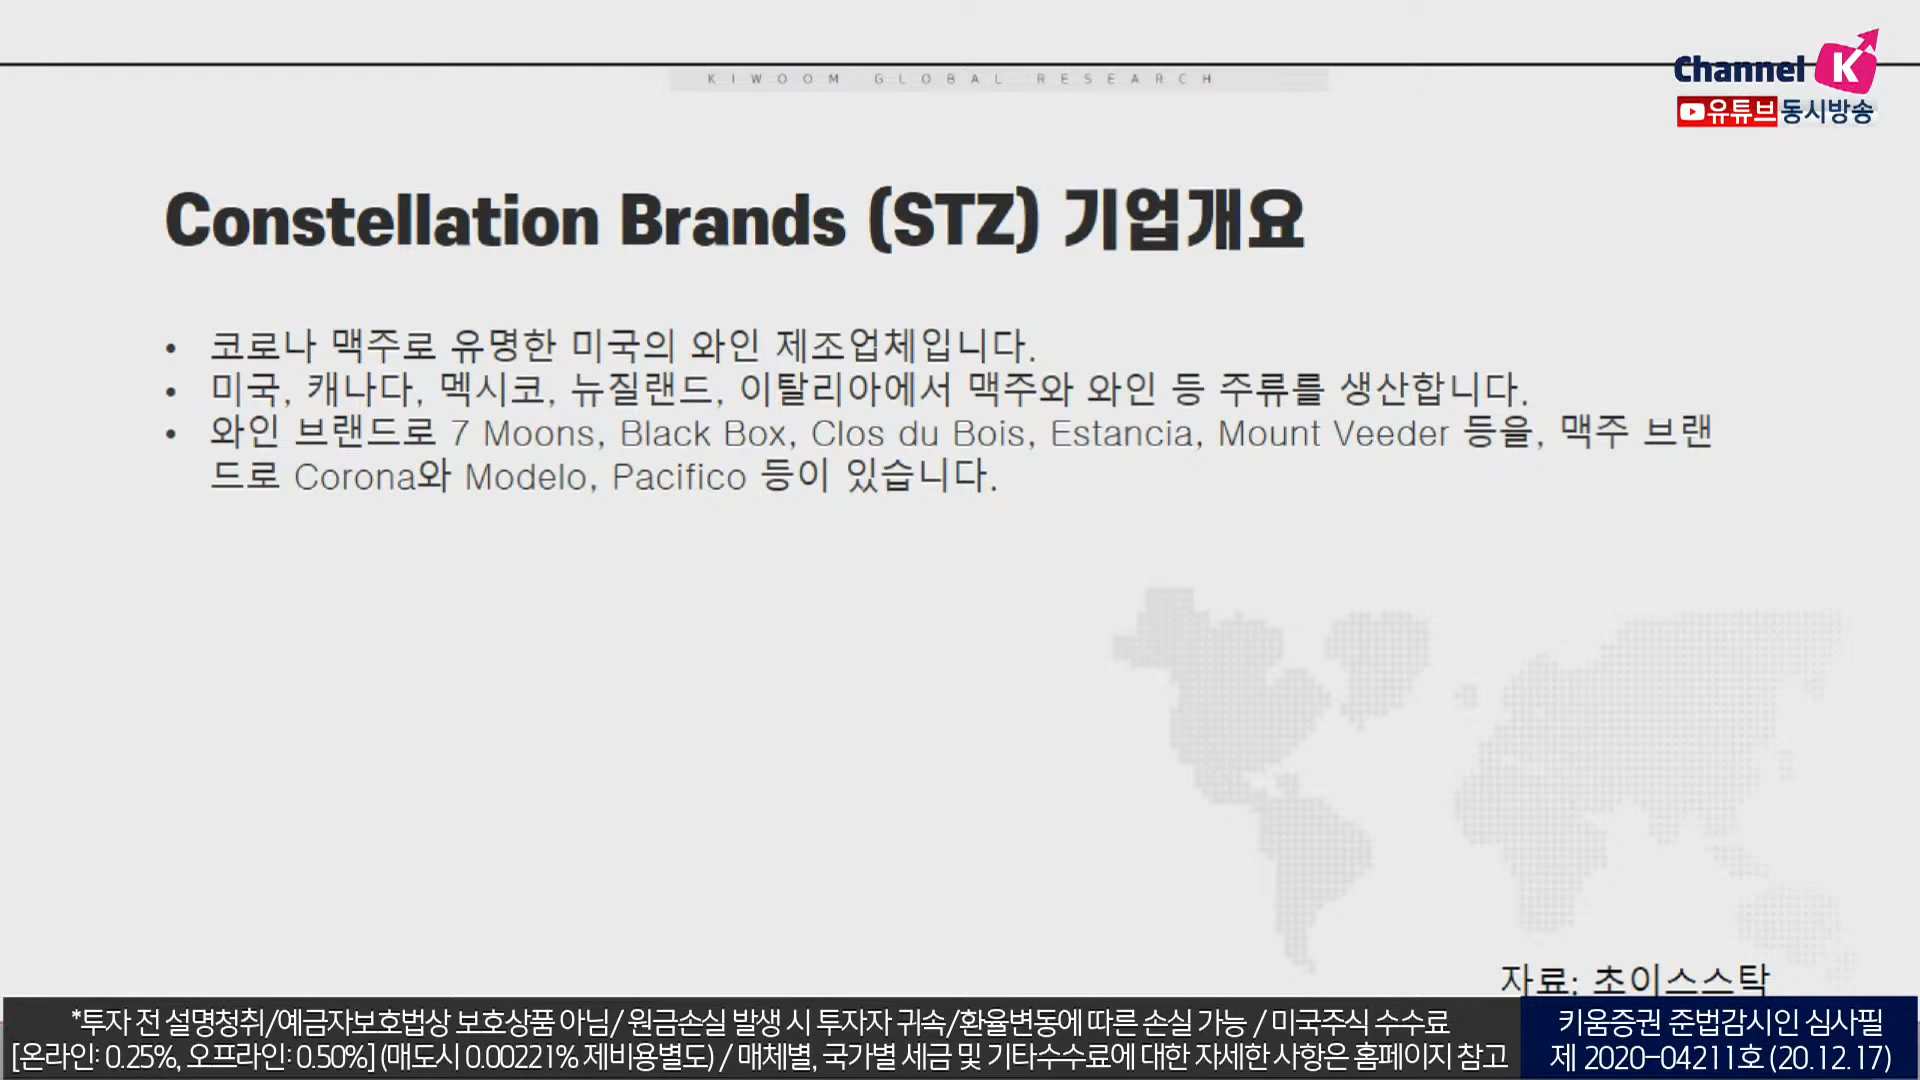 KIWOOM GLOBAL RESEARCH
Channel K
유튜브 동시방송
Constellation Brands (STZ) 기업개요
• 코로나 맥주로 유명한 미국의 와인 제조업체입니다.
• 미국, 캐나다, 멕시코, 뉴질랜드, 이탈리아에서 맥주와 와인 등 주류를 생산합니다.
• 와인 브랜드로 7 Moons, Black Box, Clos du Bois, Estancia, Mount Veeder 등을, 맥주 브랜
드로 Corona와 Modelo, Pacifico 등이 있습니다.
자료: 초이스스탁
*투자 전 설명청취/예금자보호법상 보호상품 아님/ 원금손실 발생 시 투자자 귀속/환율변동에 따른 손실 가능 / 미국주식 수수료
[온라인: 0.25%, 오프라인: 0.50%] (매도시 0.00221% 제비용별도) / 매체별, 국가별 세금 및 기타수수료에 대한 자세한 사항은 홈페이지 참고
키움증권 준법감시인 심사필
제 2020-04211호 (20.12.17)